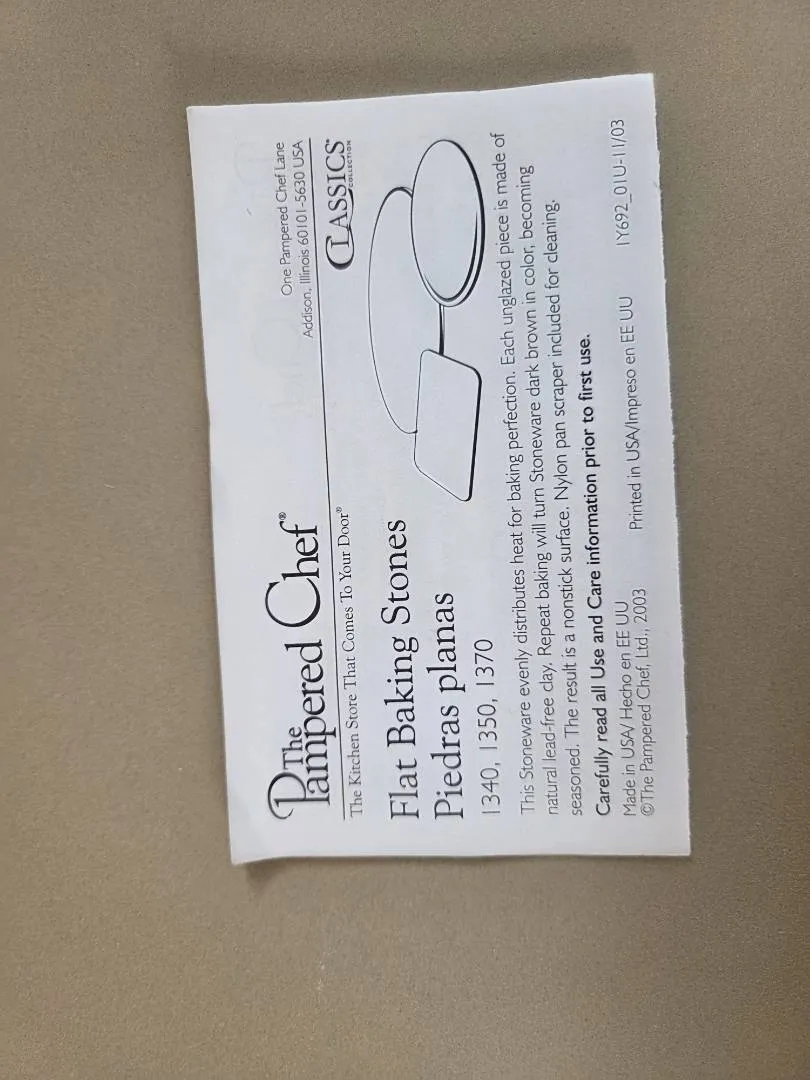 The
Pampered Chef®
One Pampered Chef Lane
Addison, Illinois 60101-5630 USA
The Kitchen Store That Comes To Your Door®
CLASSICS
COLLECTION
Flat Baking Stones
Piedras planas
1340, 1350, 1370
This Stoneware evenly distributes heat for baking perfection. Each unglazed piece is made of
natural lead-free clay. Repeat baking will turn Stoneware dark brown in color, becoming
seasoned. The result is a nonstick surface. Nylon pan scraper included for cleaning.
Carefully read all Use and Care information prior to first use.
Made in USA/ Hecho en EE UU Printed in USA/Impreso en EE UU 1Y692_01U-11/03
©The Pampered Chef, Ltd., 2003